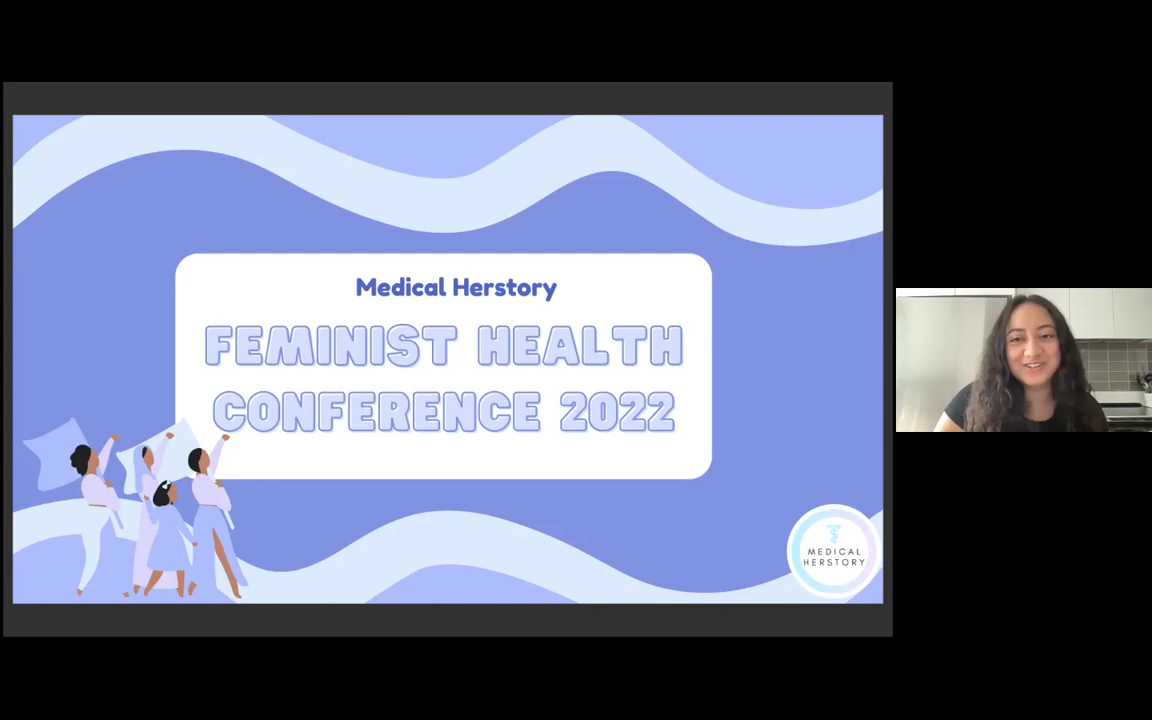 Medical Herstory
FEMINIST HEALTH
CONFERENCE 2022
MEDICAL
HERSTORY